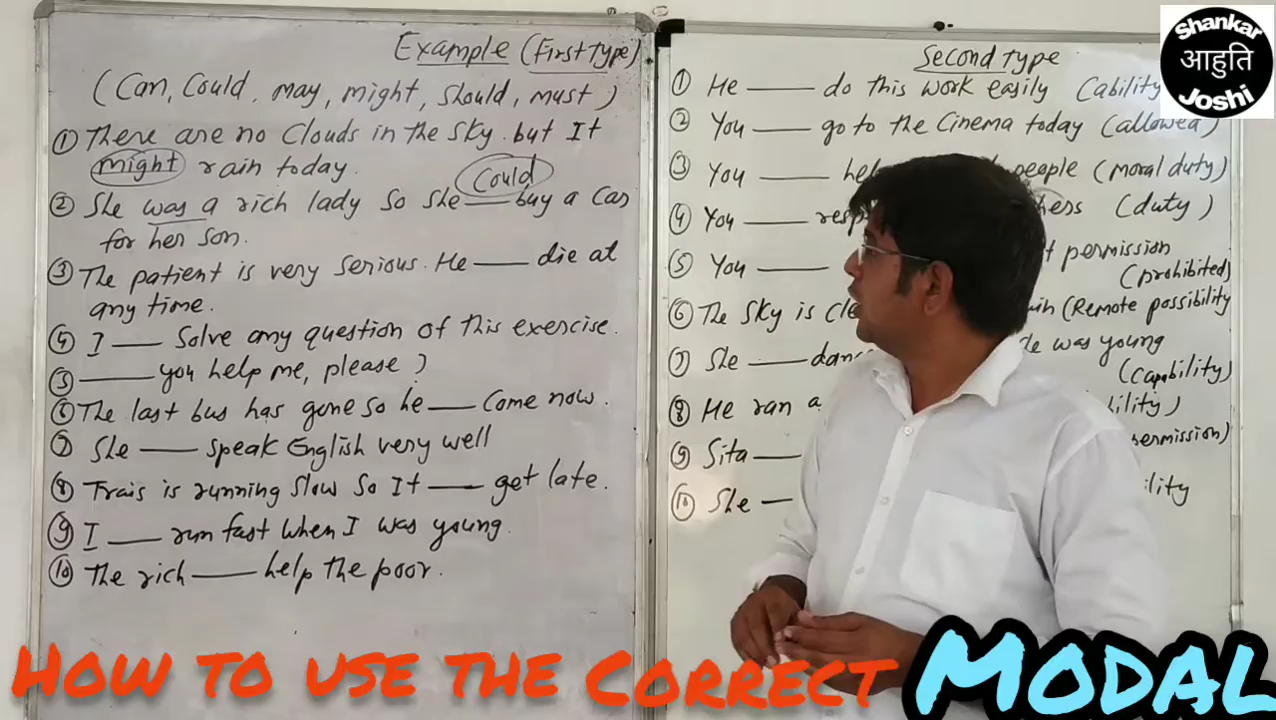 Example (First type)
(Can, Could, may, might, should, must)
① There are no Clouds in the sky. but It
might rain today.
② She was a rich lady so she Could buy a Car
for her son.
③ The patient is very serious. He ____ die at
any time.
④ I ____ Solve any question of this exercise.
⑤ ____ you help me, please?
⑥ The last bus has gone so he ____ Come now.
⑦ She ____ speak English very well
⑧ Train is running slow so It ____ get late.
⑨ I ____ run fast when I was young.
⑩ The rich ____ help the poor.
Second type
① He ____ do this work easily (ability
② You ____ go to the Cinema today (allowed)
③ You ____ people (moral duty)
④ You ____ (duty)
⑤ You ____ permission
(prohibited)
⑥ The sky is (Remote possibility
⑦ She ____ was young
(Capability)
⑧ He ran
⑨ Sita ____ permission)
⑩ She
Shankar
आहुति
Joshi
How to use the Correct Modal